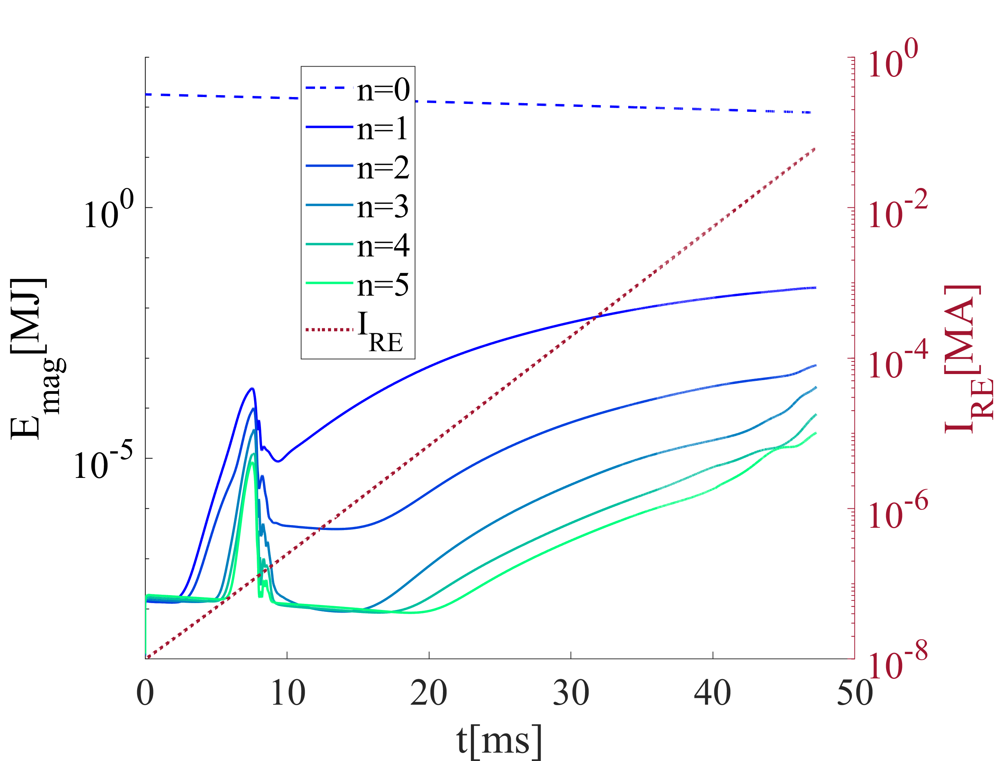 n=0
n=1
n=2
n=3
n=4
n=5
I_RE
E_mag[MJ]
10^0
10^-5
I_RE[MA]
10^0
10^-2
10^-4
10^-6
10^-8
0 10 20 30 40 50
t[ms]